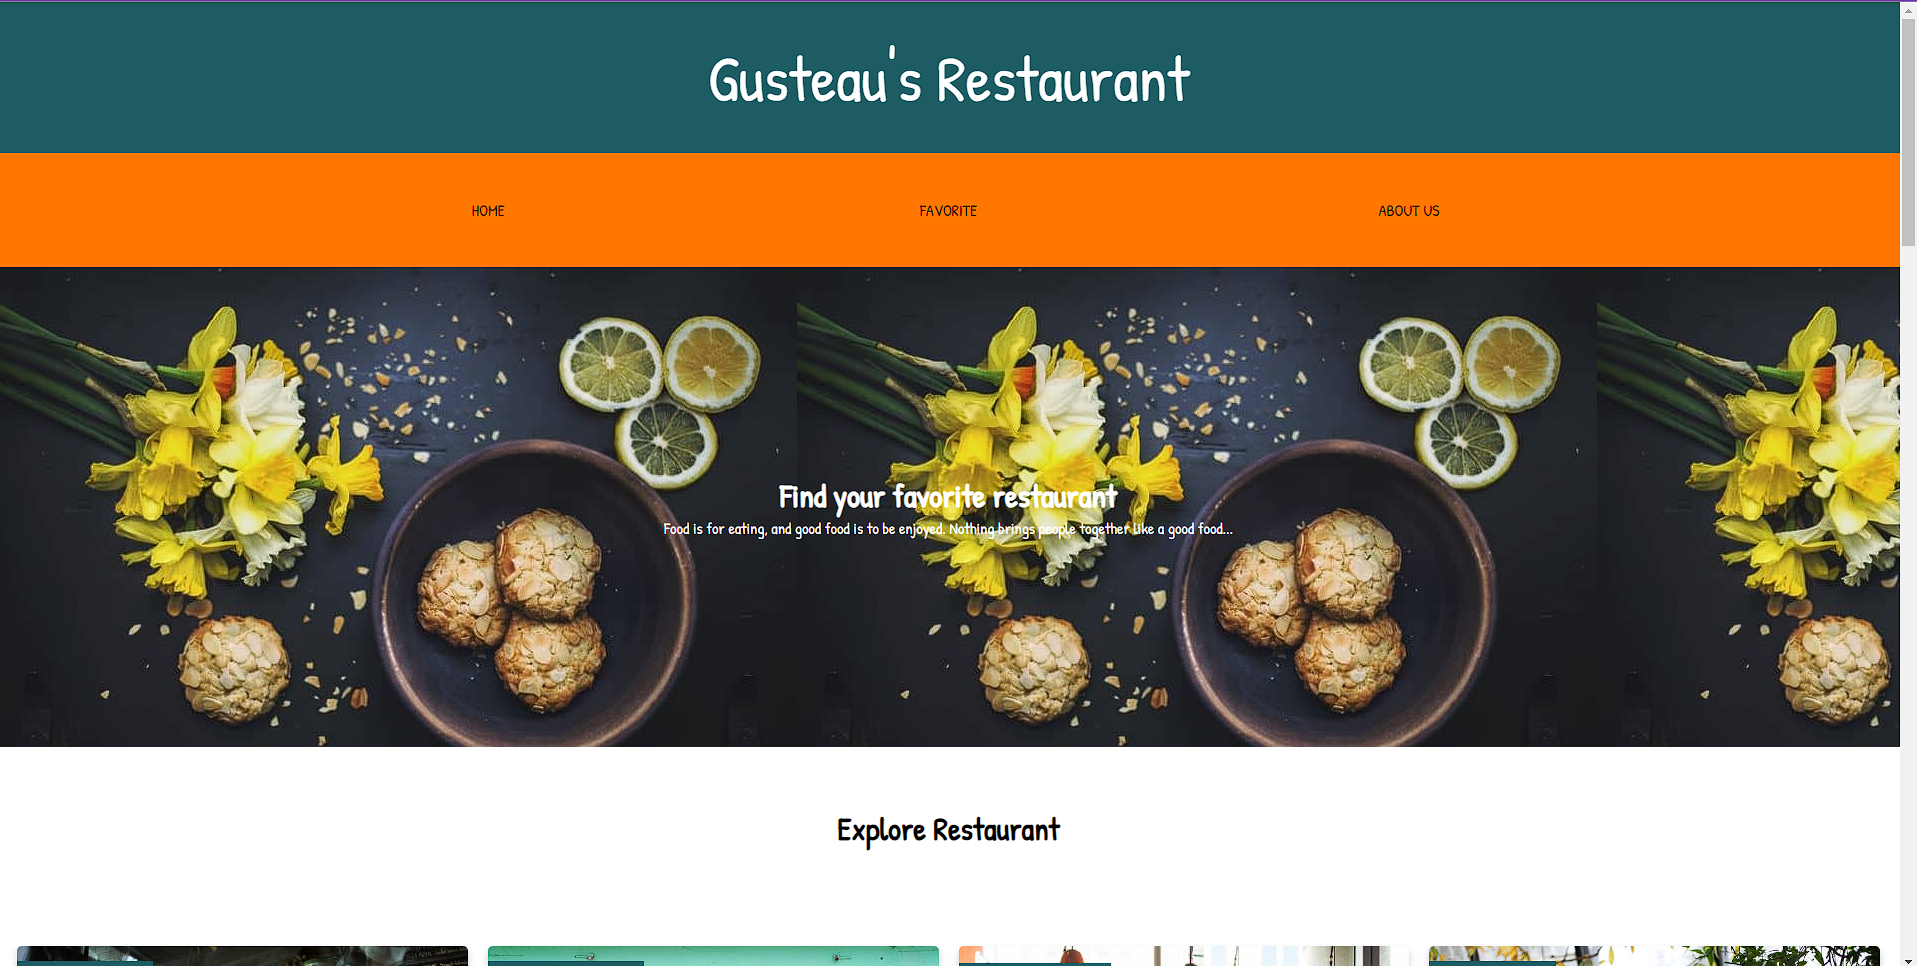 Gusteau's Restaurant
HOME FAVORITE ABOUT US
Find your favorite restaurant
Food is for eating, and good food is to be enjoyed. Nothing brings people together like a good food...
Explore Restaurant